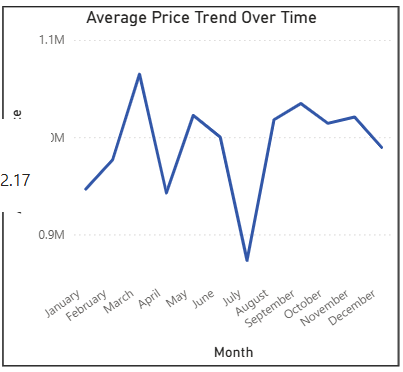 Average Price Trend Over Time
1.1M
0M
2.17
0.9M
January
February
March
April
May
June
July
August
September
October
November
December
Month